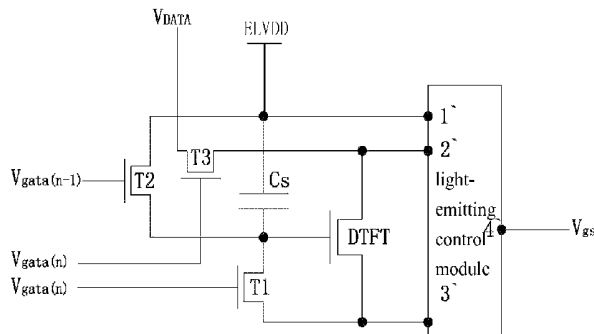 VDATA
ELVDD
1`
2`
T3
T2
Vgata(n-1)
Cs
light-
emitting
control
module
4`
Vgs
DTFT
Vgata(n)
Vgata(n)
T1
3`